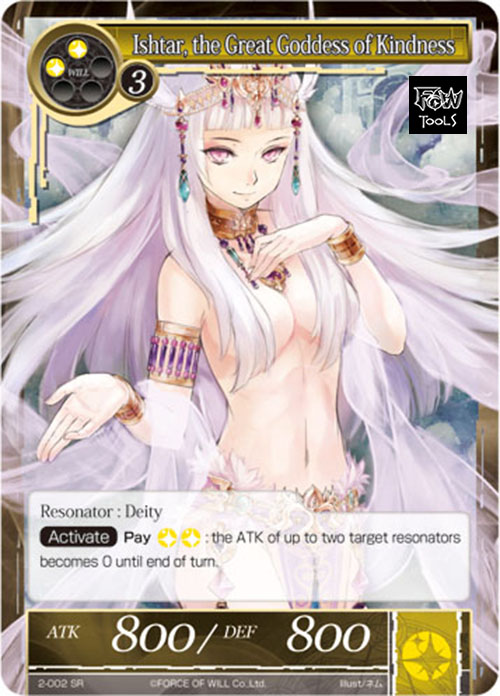 Ishtar, the Great Goddess of Kindness
WILL
3
FOW
TOOLS
Resonator : Deity
Activate Pay : the ATK of up to two target resonators
becomes 0 until end of turn.
ATK 800 / DEF 800
2-002 SR ©FORCE OF WILL Co.,Ltd. Illust/ネム